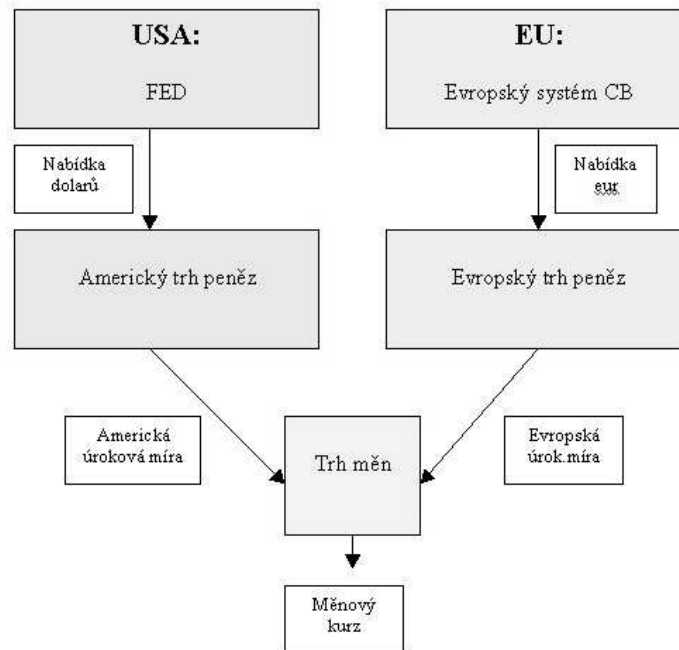 USA:
FED
EU:
Evropský systém CB
Nabídka
dolarů
Nabídka
eur
Americký trh peněz
Evropský trh peněz
Americká
úroková míra
Trh měn
Evropská
úrok.míra
Měnový
kurz